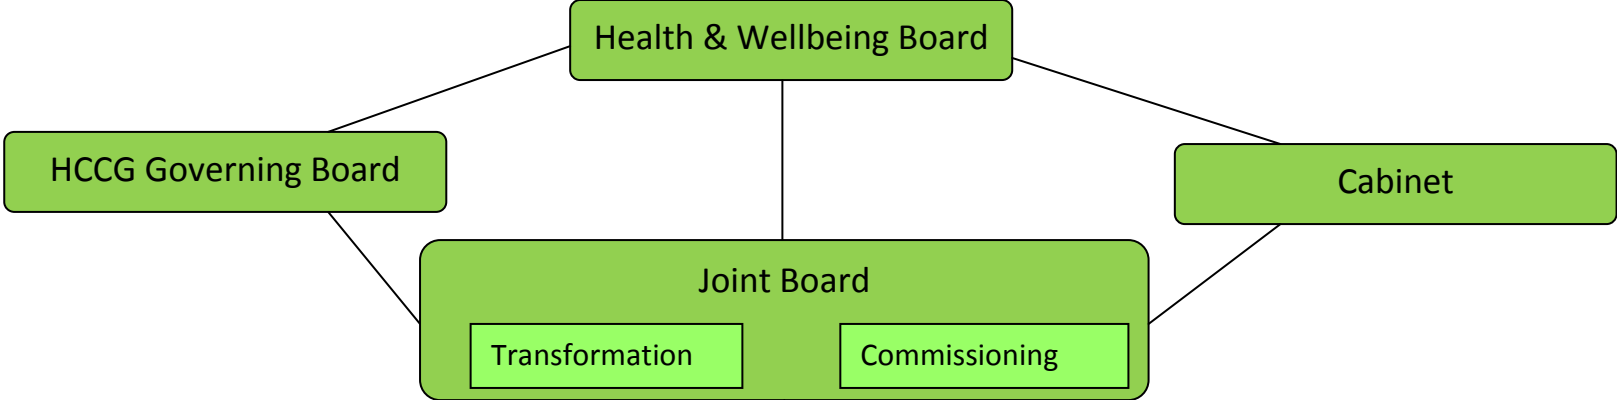 Health & Wellbeing Board
HCCG Governing Board
Cabinet
Joint Board
Transformation
Commissioning